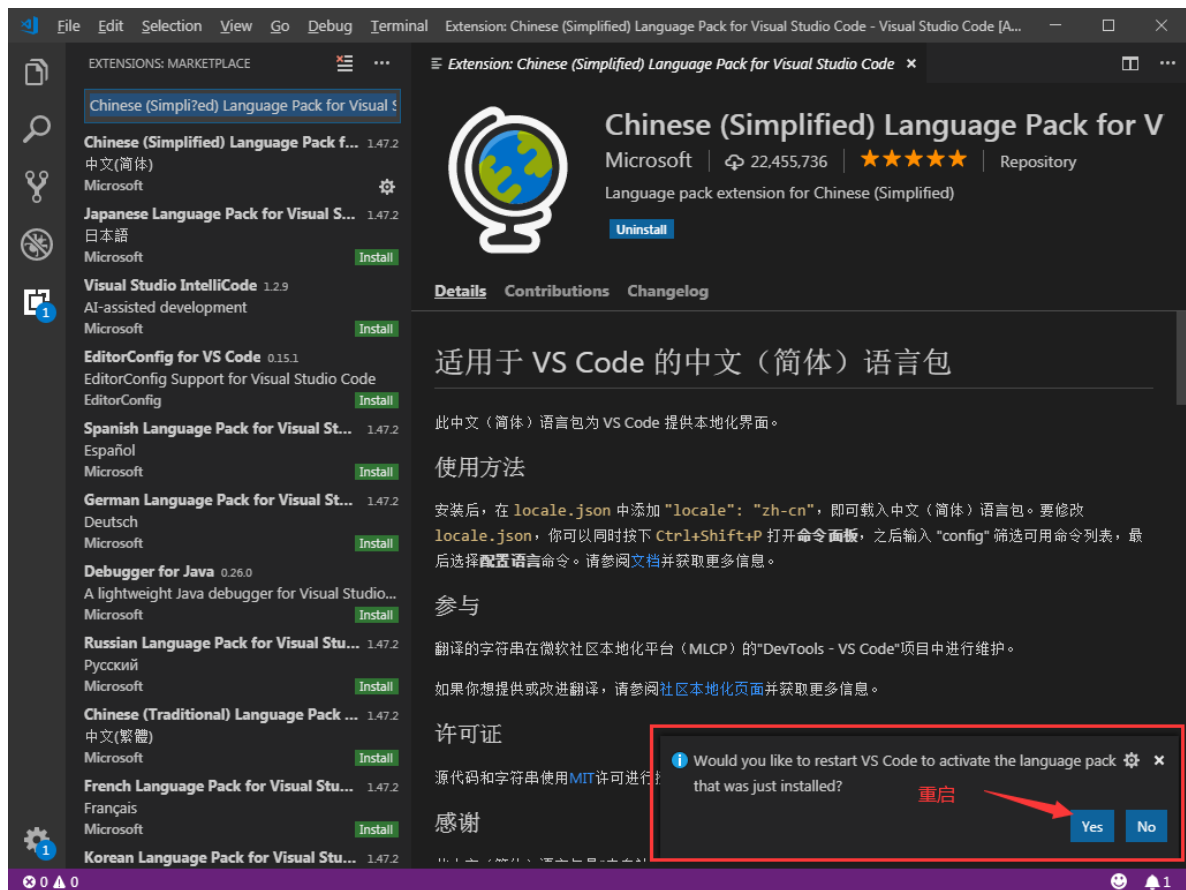 File Edit Selection View Go Debug Terminal Extension: Chinese (Simplified) Language Pack for Visual Studio Code - Visual Studio Code [A...
EXTENSIONS: MARKETPLACE
Chinese (Simpli?ed) Language Pack for Visual S
Chinese (Simplified) Language Pack f... 1.47.2
中文(简体)
Microsoft
Japanese Language Pack for Visual S... 1.47.2
日本語
Microsoft Install
Visual Studio IntelliCode 1.2.9
AI-assisted development
Microsoft Install
EditorConfig for VS Code 0.15.1
EditorConfig Support for Visual Studio Code
EditorConfig Install
Spanish Language Pack for Visual St... 1.47.2
Español
Microsoft Install
German Language Pack for Visual St... 1.47.2
Deutsch
Microsoft Install
Debugger for Java 0.26.0
A lightweight Java debugger for Visual Studio...
Microsoft Install
Russian Language Pack for Visual Stu... 1.47.2
Русский
Microsoft Install
Chinese (Traditional) Language Pack ... 1.47.2
中文(繁體)
Microsoft Install
French Language Pack for Visual Stu... 1.47.2
Français
Microsoft Install
Korean Language Pack for Visual Stu... 1.47.2
1
1
Extension: Chinese (Simplified) Language Pack for Visual Studio Code
Chinese (Simplified) Language Pack for V
Microsoft 22,455,736 Repository
Language pack extension for Chinese (Simplified)
Uninstall
Details Contributions Changelog
适用于 VS Code 的中文（简体）语言包
此中文（简体）语言包为 VS Code 提供本地化界面。
使用方法
安装后，在 locale.json 中添加 "locale": "zh-cn"，即可载入中文（简体）语言包。要修改
locale.json，你可以同时按下 Ctrl+Shift+P 打开命令面板，之后输入 "config" 筛选可用命令列表，最
后选择配置语言命令。请参阅文档并获取更多信息。
参与
翻译的字符串在微软社区本地化平台（MLCP）的"DevTools - VS Code"项目中进行维护。
如果你想提供或改进翻译，请参阅社区本地化页面并获取更多信息。
许可证
源代码和字符串使用MIT许可进行
感谢
Would you like to restart VS Code to activate the language pack
that was just installed?
重启
Yes No
0 0
1